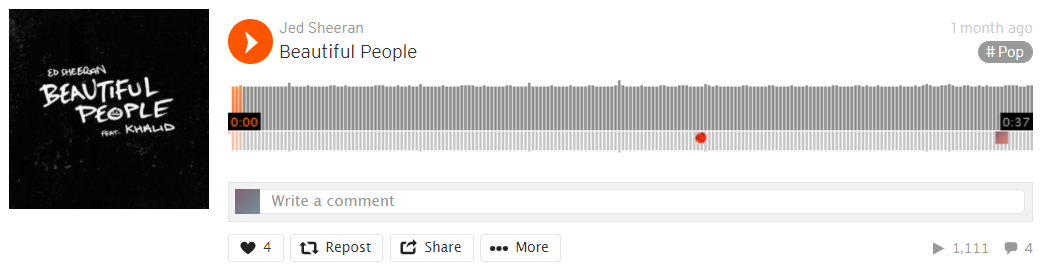 ED SHEERAN
BEAUTIFUL
PEOPLE
FEAT. KHALID
Jed Sheeran
1 month ago
Beautiful People
# Pop
0:00
0:37
Write a comment
4
Repost
Share
More
1,111
4